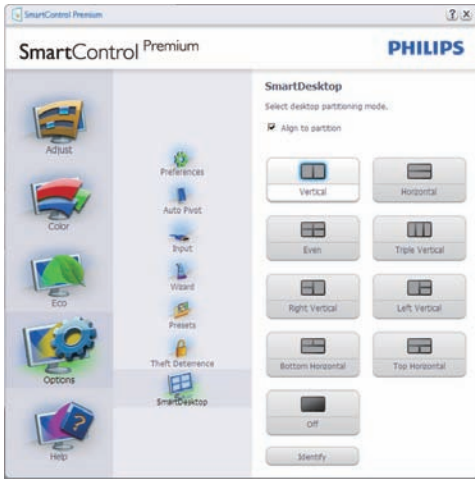 SmartControl Premium
SmartControl Premium
PHILIPS
Adjust
Color
Eco
Options
Help
Preferences
Auto Pivot
Input
Wizard
Presets
Theft Deterrence
SmartDesktop
SmartDesktop
Select desktop partitioning mode.
Align to partition
Vertical
Horizontal
Even
Triple Vertical
Right Vertical
Left Vertical
Bottom Horizontal
Top Horizontal
Off
Identify